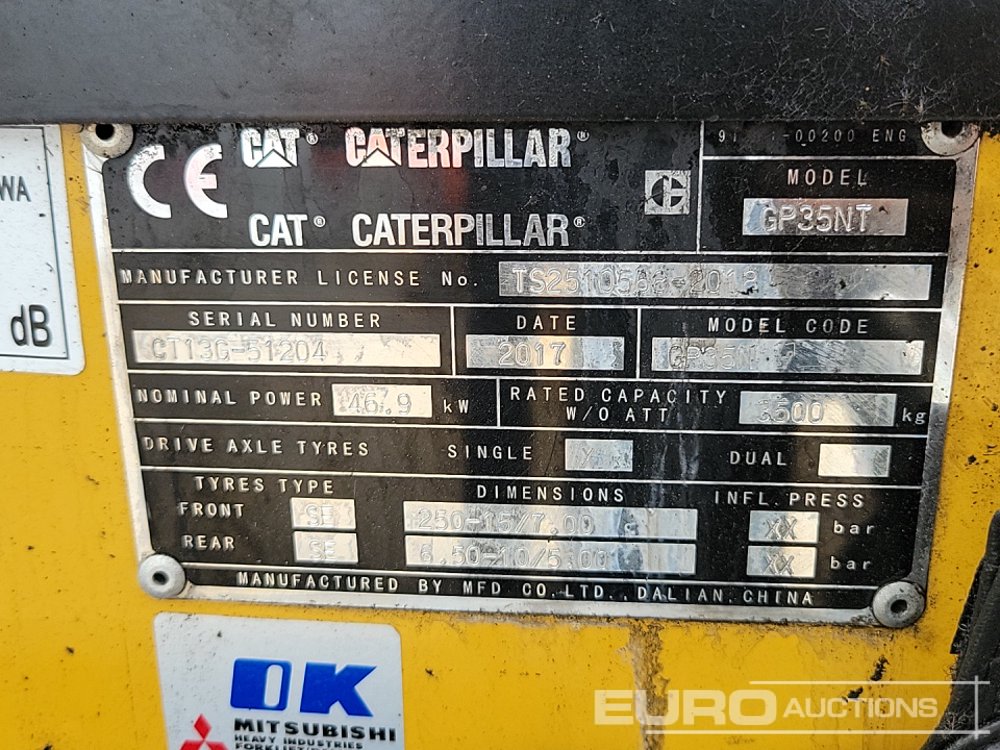 CE CAT® CATERPILLAR®
CAT® CATERPILLAR®
-00200 ENG
MODEL
GP35NT
MANUFACTURER LICENSE No.
SERIAL NUMBER DATE MODEL CODE
CT13G-51204 2017
NOMINAL POWER 46.9 kW RATED CAPACITY
W/O ATT 3500 kg
DRIVE AXLE TYRES SINGLE X DUAL
TYRES TYPE DIMENSIONS INFL.PRESS
FRONT SE 250-15/7.00 XX bar
REAR SE 6.50-10/5.00 XX bar
MANUFACTURED BY MFD CO.LTD., DALIAN,CHINA
WA
dB
OK
MITSUBISHI
HEAVY INDUSTRIES
EURO AUCTIONS